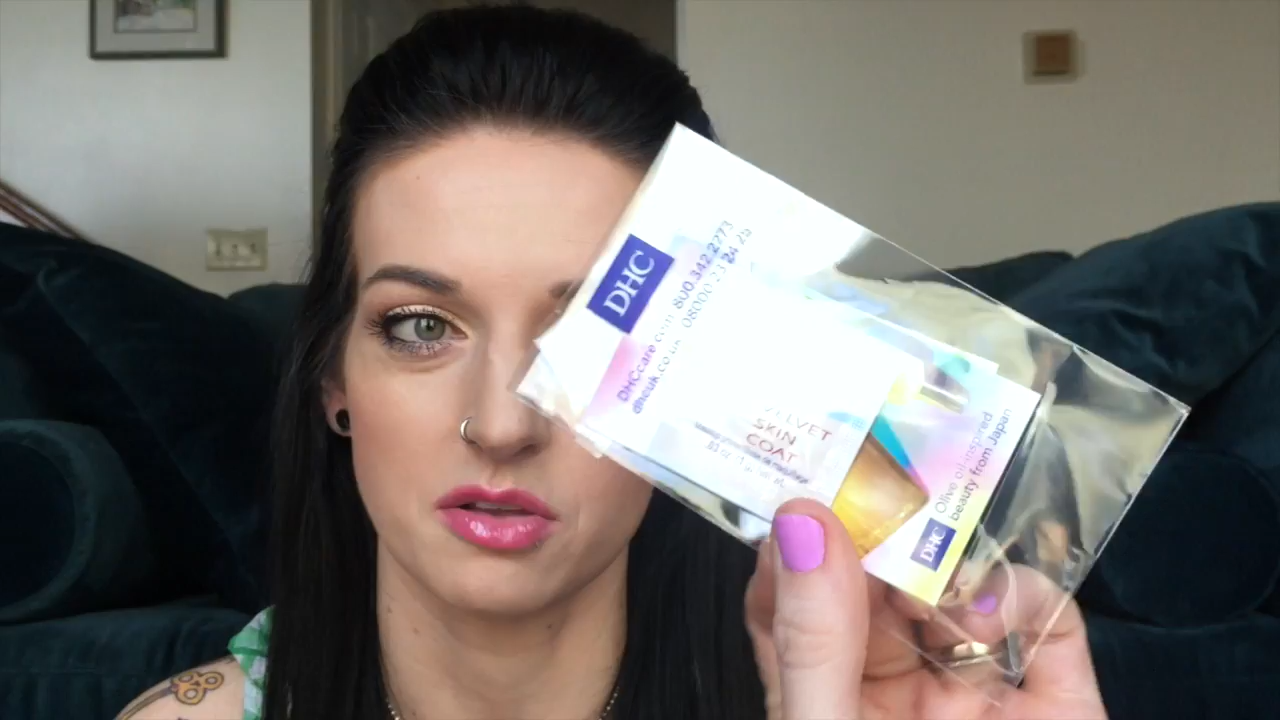 DHC
DHCcare.com 800.342.2273
dhcuk.co.uk 08000 23 24 25
VELVET
SKIN
COAT
Olive oil-inspired
beauty from Japan
DHC